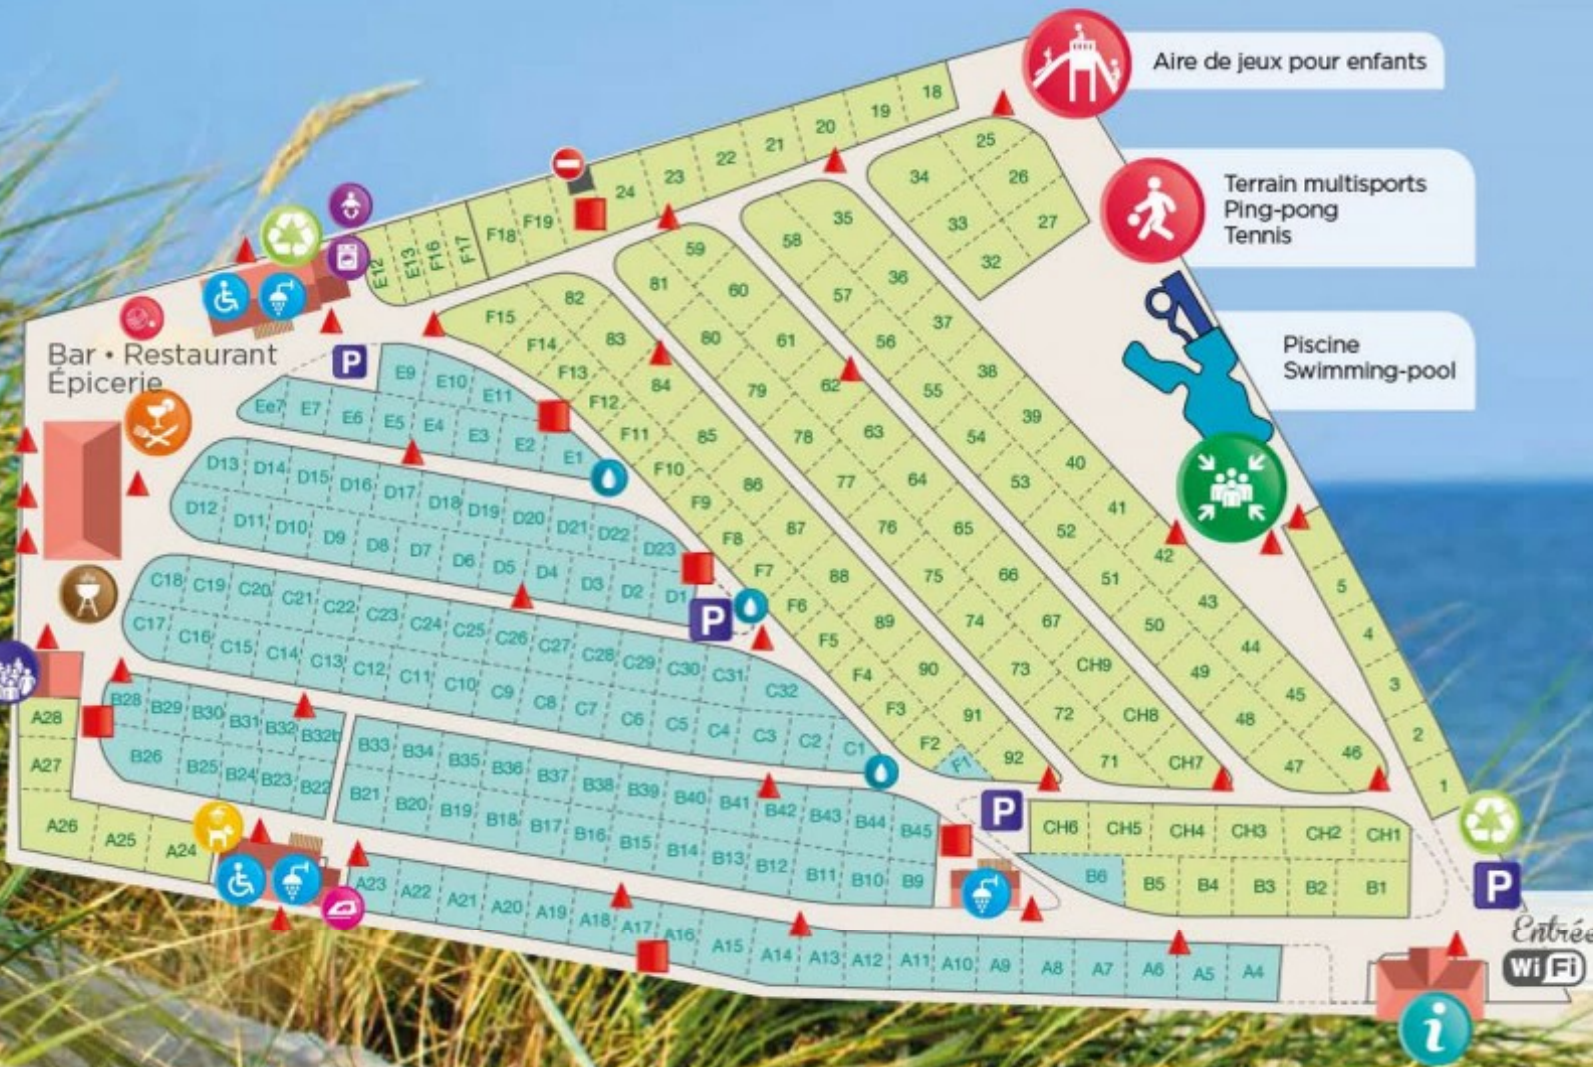 Aire de jeux pour enfants
Terrain multisports
Ping-pong
Tennis
Piscine
Swimming-pool
Bar • Restaurant
Épicerie
E12 E13 F16 F17 F18 F19 24 23 22 21 20 19 18
25
34 26
33 27
32
35
58 36
57 37
56 38
55 39
54 40
53 41
52 42
51 43
50 44
49 45
48 46
47
59
81 60
80 61
79 62
78 63
77 64
76 65
75 66
74 67
73 CH9
72 CH8
71 CH7
82
F15 83
F14 84
F13 85
F12 86
F11 87
F10 88
F9 89
F8 90
F7 91
F6 92
F5
F4
F3
F2
F1
P
E9 E10 E11
Ee7 E7 E6 E5 E4 E3 E2 E1
D13 D14 D15 D16 D17 D18 D19 D20 D21 D22 D23
D12 D11 D10 D9 D8 D7 D6 D5 D4 D3 D2 D1
P
C18 C19 C20 C21 C22 C23 C24 C25 C26 C27 C28 C29 C30 C31 C32
C17 C16 C15 C14 C13 C12 C11 C10 C9 C8 C7 C6 C5 C4 C3 C2 C1
B28 B29 B30 B31 B32 B32b B33 B34 B35 B36 B37 B38 B39 B40 B41 B42 B43 B44 B45
B26 B25 B24 B23 B22 B21 B20 B19 B18 B17 B16 B15 B14 B13 B12 B11 B10 B9
P
CH6 CH5 CH4 CH3 CH2 CH1
B6 B5 B4 B3 B2 B1
5
4
3
2
1
A28
A27
A26 A25 A24
A23 A22 A21 A20 A19 A18 A17 A16 A15 A14 A13 A12 A11 A10 A9 A8 A7 A6 A5 A4
P
Entrée
WiFi
i